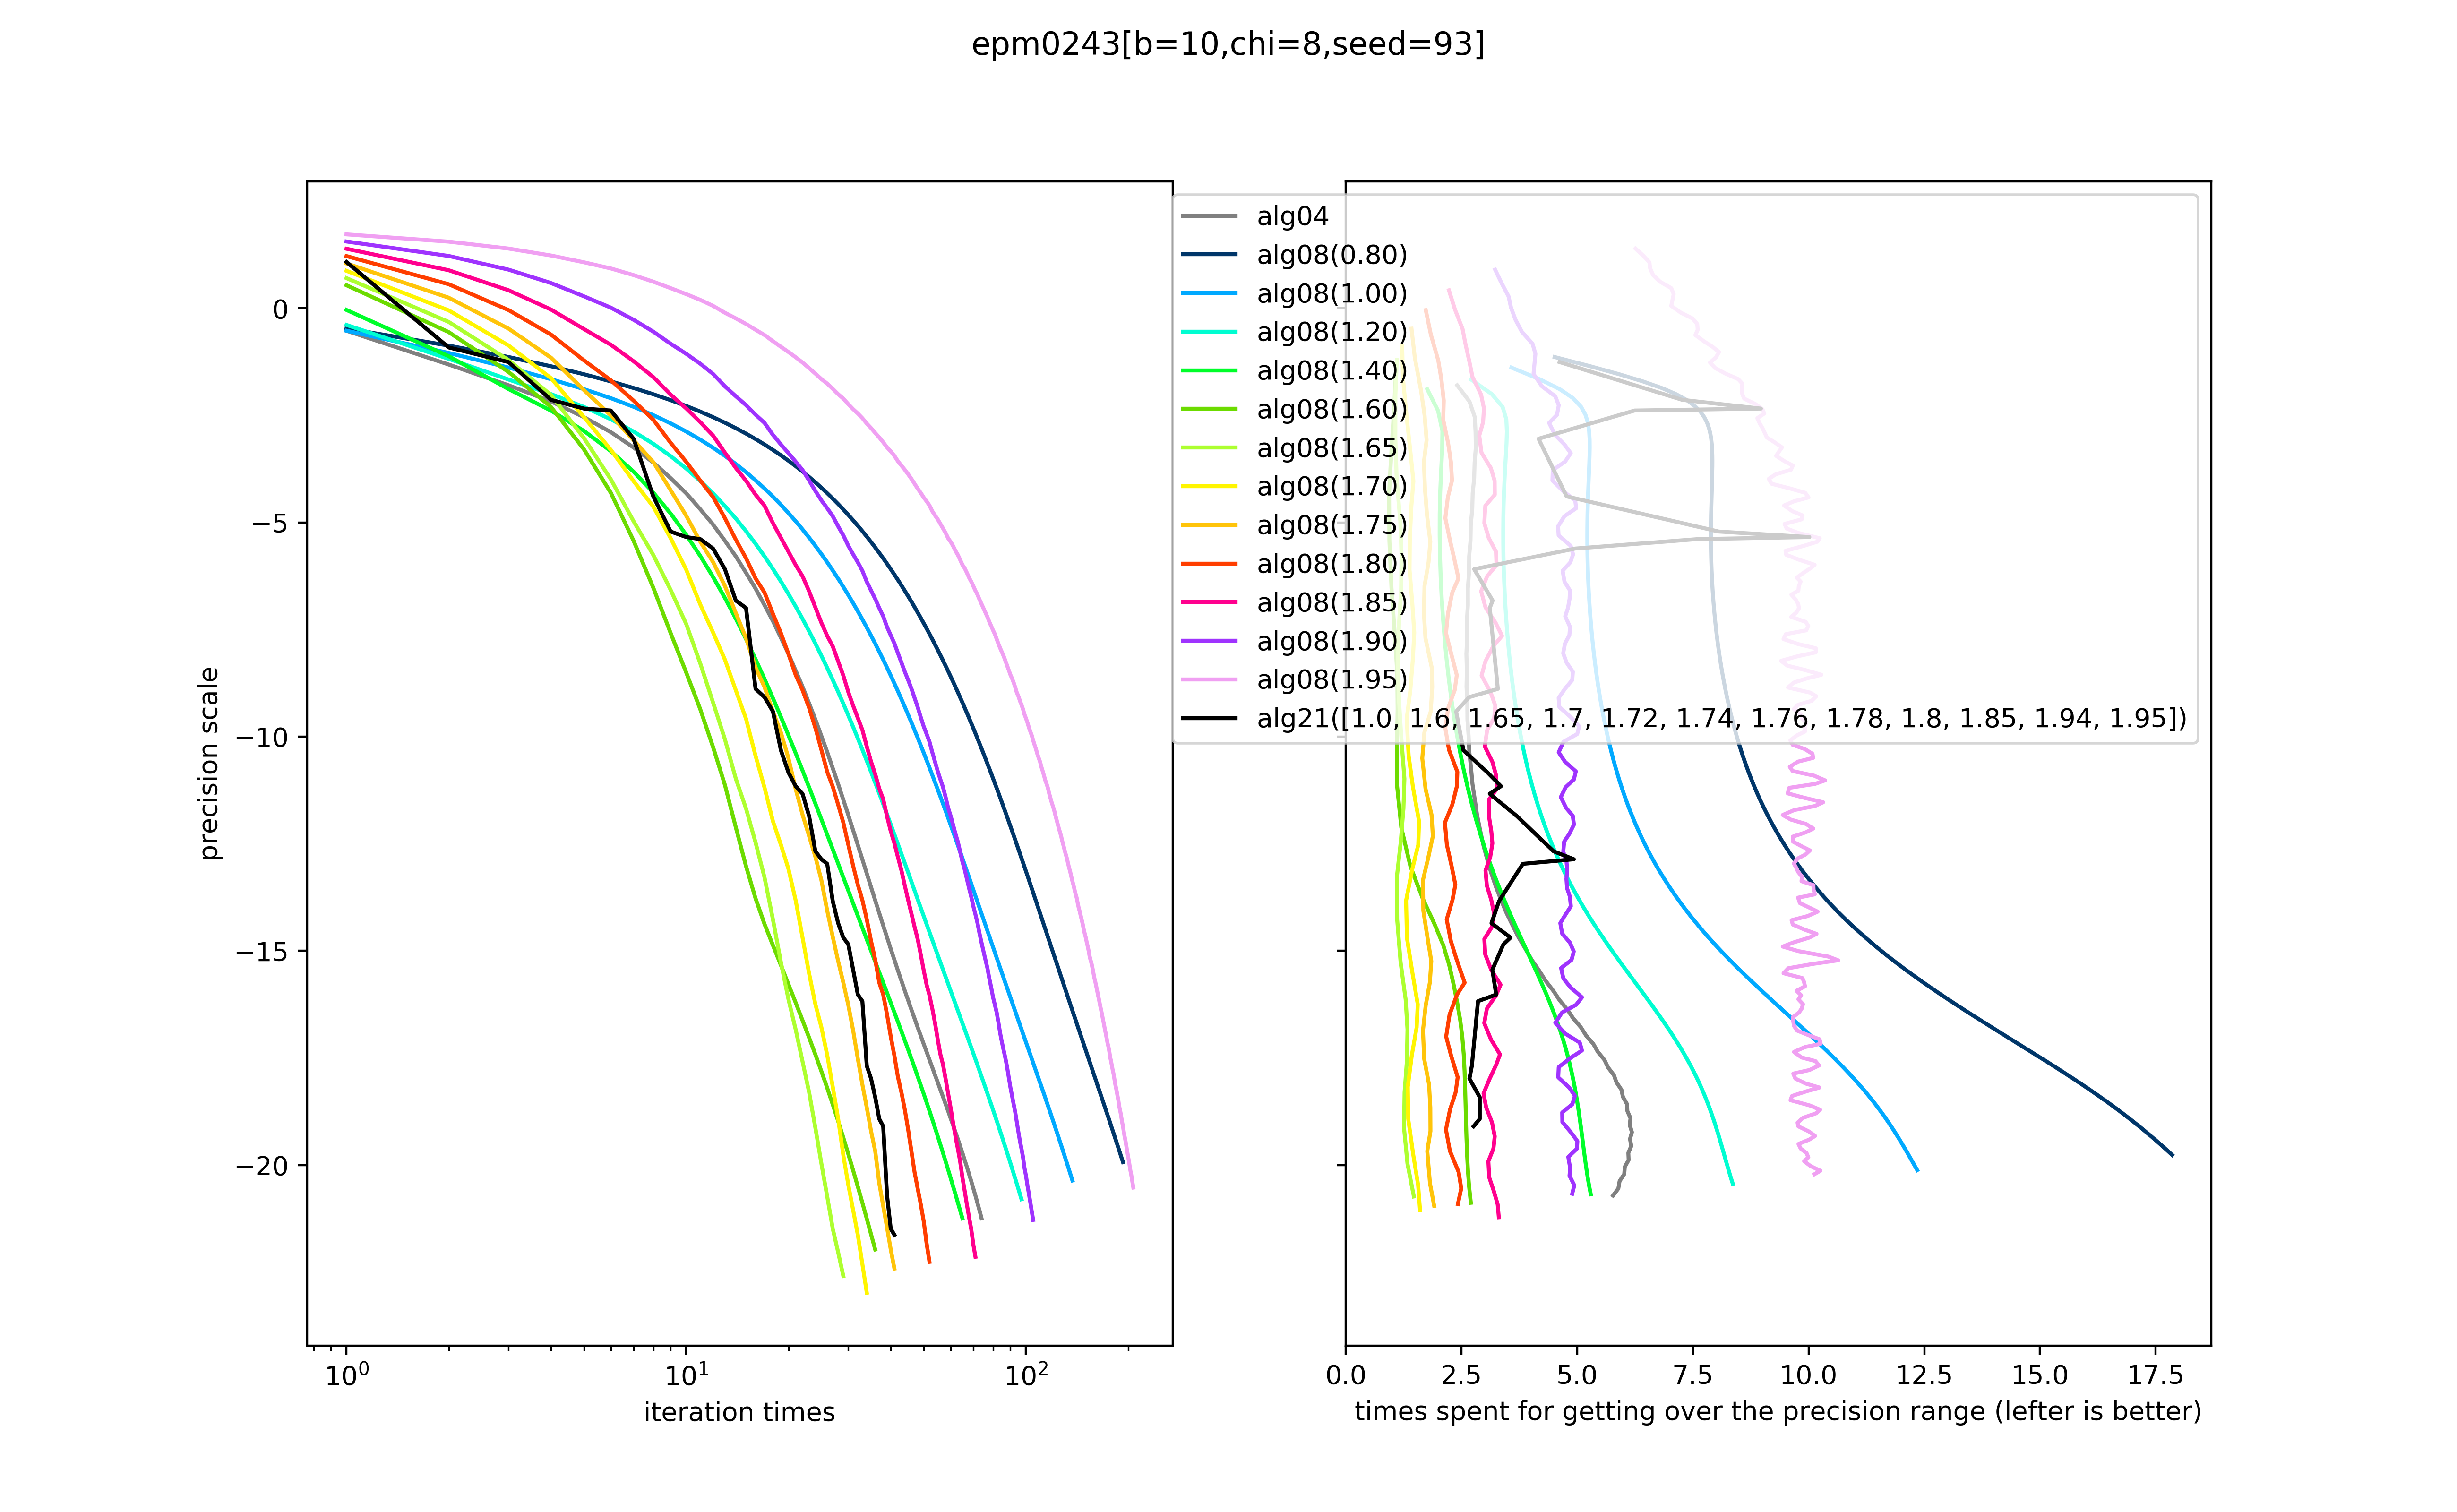 epm0243[b=10,chi=8,seed=93]
precision scale
0
−5
−10
−15
−20
10⁰
10¹
10²
iteration times
alg04
alg08(0.80)
alg08(1.00)
alg08(1.20)
alg08(1.40)
alg08(1.60)
alg08(1.65)
alg08(1.70)
alg08(1.75)
alg08(1.80)
alg08(1.85)
alg08(1.90)
alg08(1.95)
alg21([1.0, 1.6, 1.65, 1.7, 1.72, 1.74, 1.76, 1.78, 1.8, 1.85, 1.94, 1.95])
0.0 2.5 5.0 7.5 10.0 12.5 15.0 17.5
times spent for getting over the precision range (lefter is better)